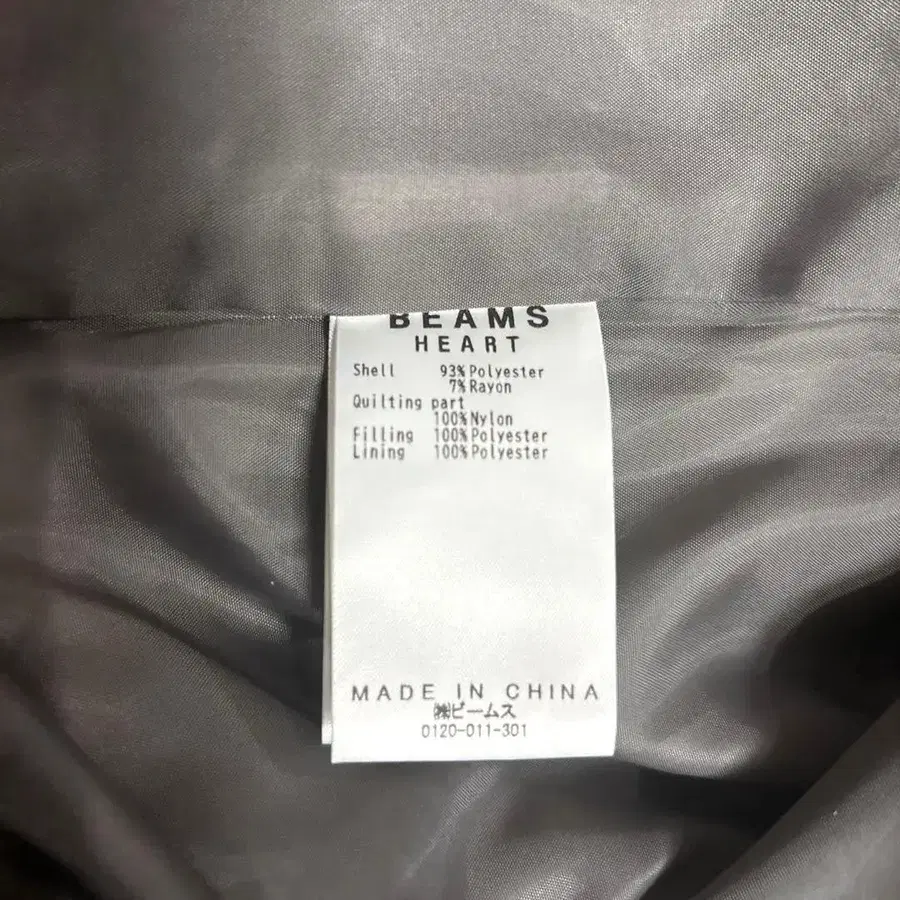 BEAMS
HEART
Shell 93% Polyester
7% Rayon
Quilting part
100% Nylon
Filling 100% Polyester
Lining 100% Polyester
MADE IN CHINA
㈱ビームス
0120-011-301